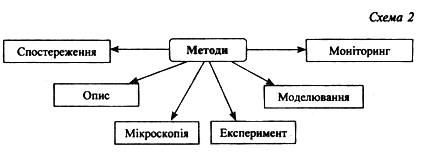 Схема 2
Спостереження
Методи
Моніторинг
Опис
Моделювання
Мікроскопія
Експеримент